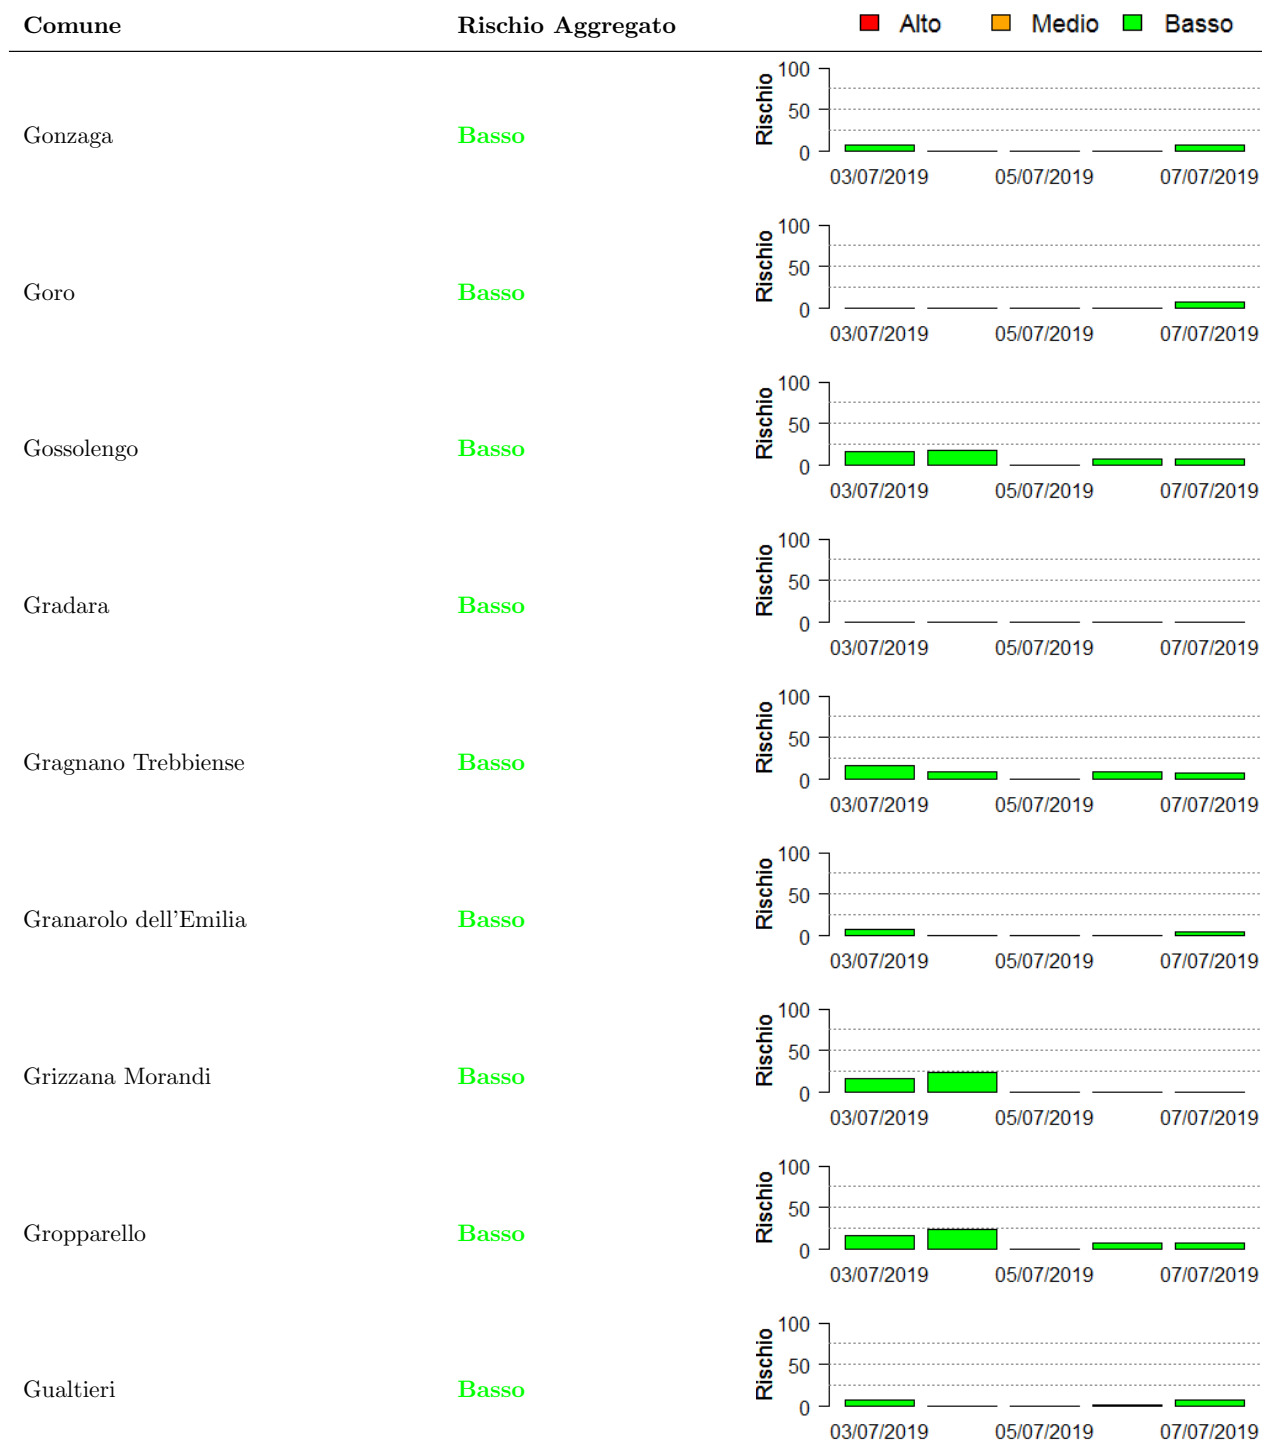 Comune Rischio Aggregato Alto Medio Basso
Gonzaga Basso Rischio 100 50 0
03/07/2019 05/07/2019 07/07/2019
Goro Basso Rischio 100 50 0
03/07/2019 05/07/2019 07/07/2019
Gossolengo Basso Rischio 100 50 0
03/07/2019 05/07/2019 07/07/2019
Gradara Basso Rischio 100 50 0
03/07/2019 05/07/2019 07/07/2019
Gragnano Trebbiense Basso Rischio 100 50 0
03/07/2019 05/07/2019 07/07/2019
Granarolo dell'Emilia Basso Rischio 100 50 0
03/07/2019 05/07/2019 07/07/2019
Grizzana Morandi Basso Rischio 100 50 0
03/07/2019 05/07/2019 07/07/2019
Gropparello Basso Rischio 100 50 0
03/07/2019 05/07/2019 07/07/2019
Gualtieri Basso Rischio 100 50 0
03/07/2019 05/07/2019 07/07/2019